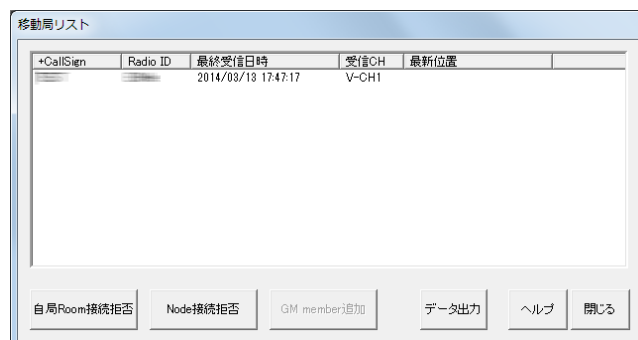 移動局リスト
+CallSign Radio ID 最終受信日時 受信CH 最新位置
2014/03/13 17:47:17 V-CH1
自局Room接続拒否 Node接続拒否 GM member追加 データ出力 ヘルプ 閉じる